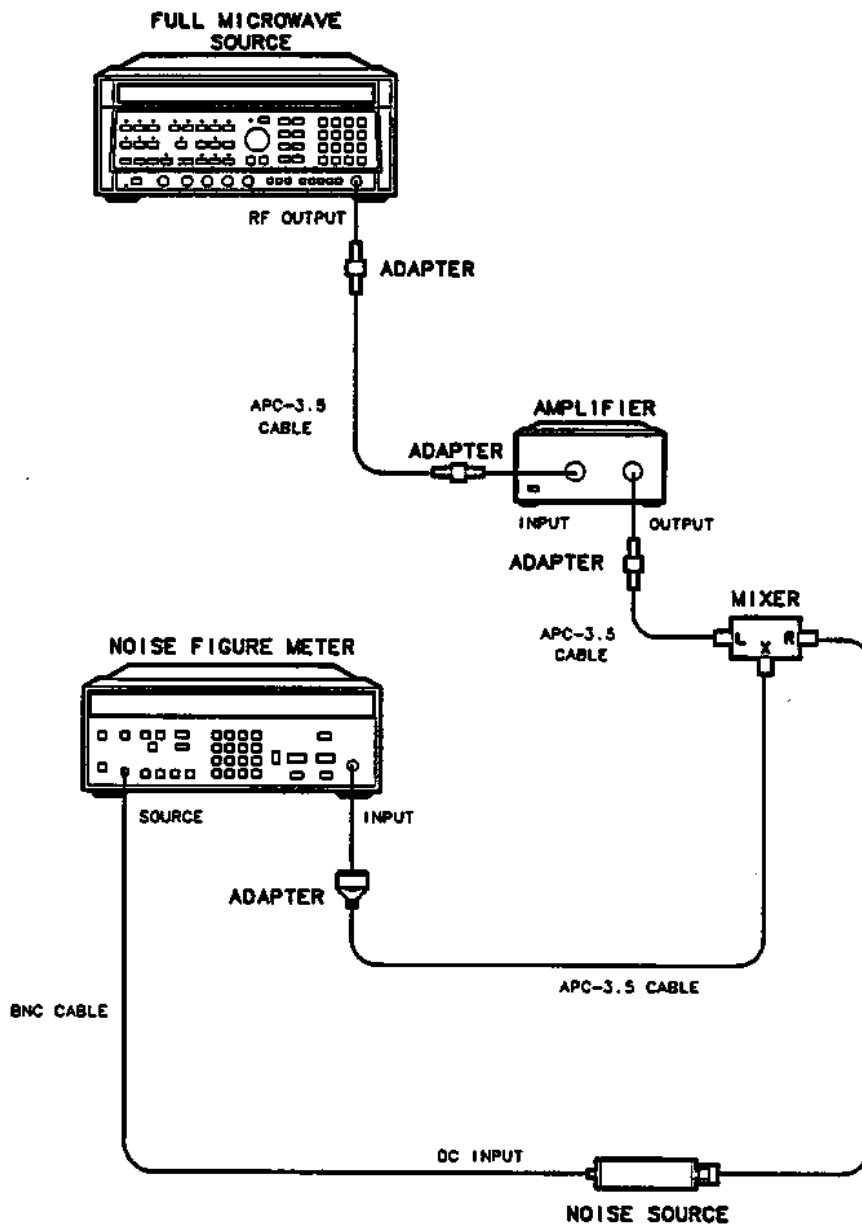 FULL MICROWAVE
SOURCE
RF OUTPUT
ADAPTER
APC-3.5
CABLE
AMPLIFIER
ADAPTER
INPUT
OUTPUT
ADAPTER
MIXER
L X R
APC-3.5
CABLE
NOISE FIGURE METER
SOURCE
INPUT
ADAPTER
APC-3.5 CABLE
BNC CABLE
DC INPUT
NOISE SOURCE